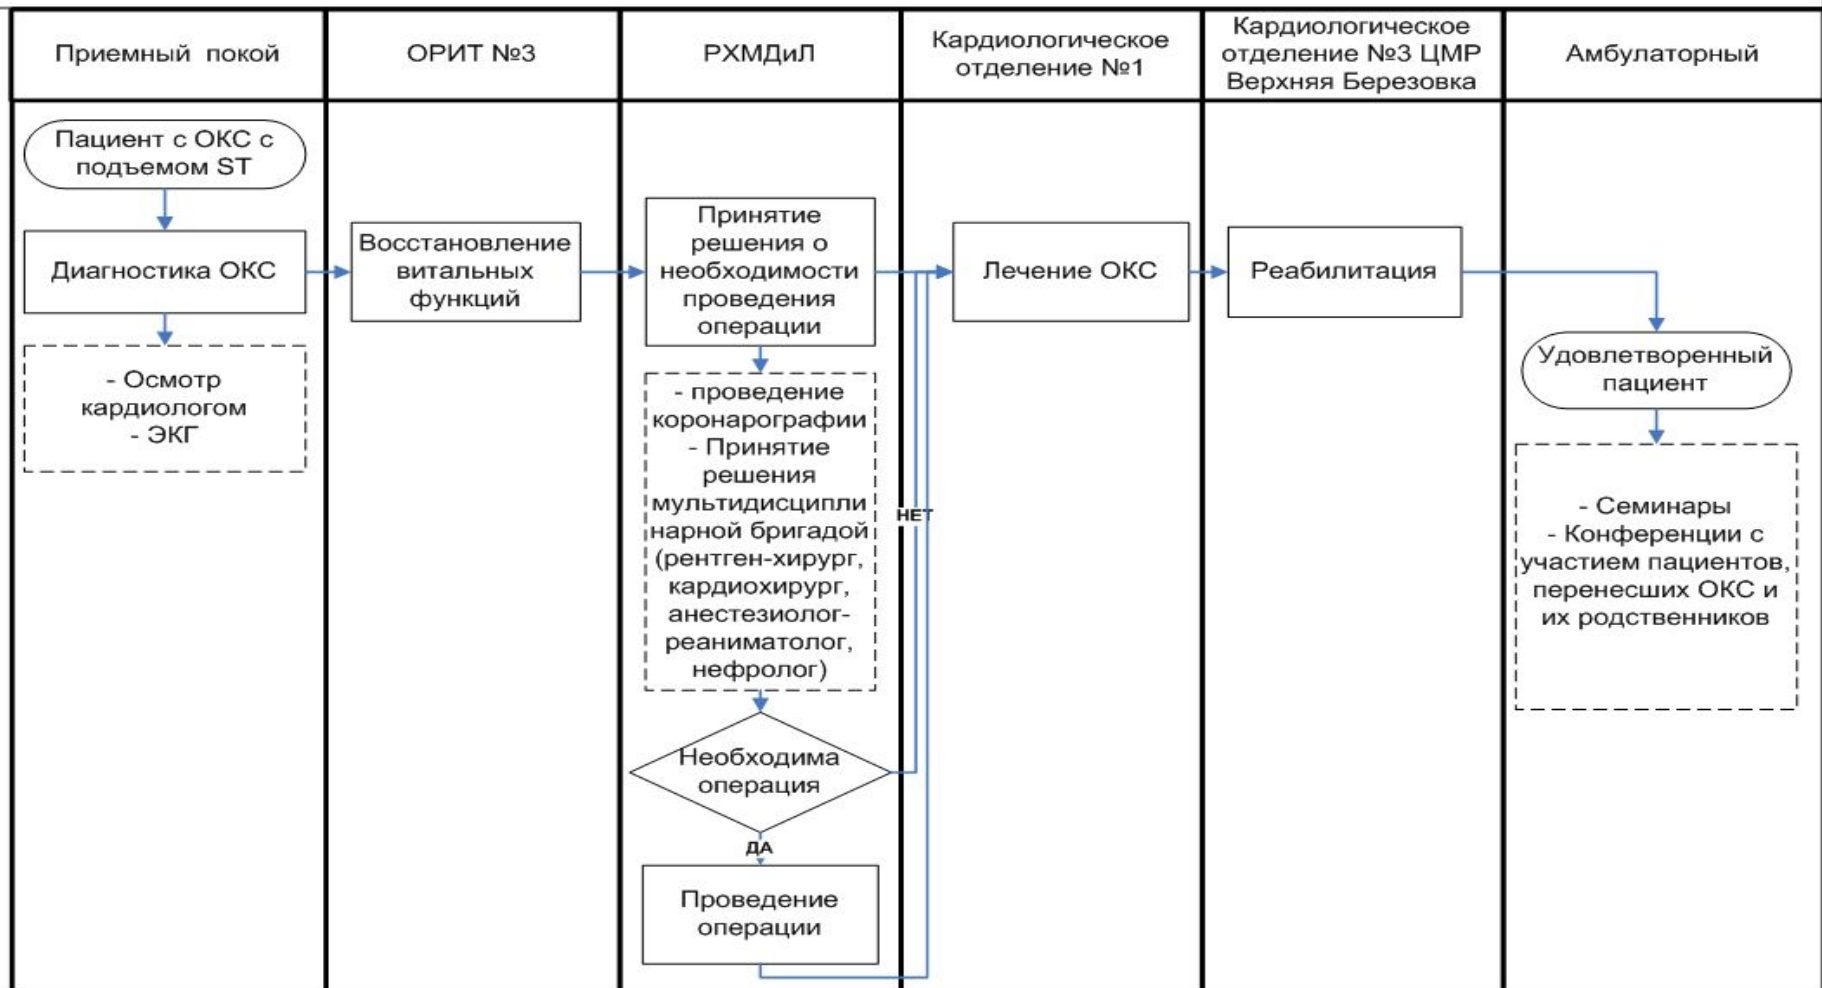 Приемный покой
ОРИТ №3
РХМДиЛ
Кардиологическое
отделение №1
Кардиологическое
отделение №3 ЦМР
Верхняя Березовка
Амбулаторный
Пациент с ОКС с
подъемом ST
Диагностика ОКС
- Осмотр
кардиологом
- ЭКГ
Восстановление
витальных
функций
Принятие
решения о
необходимости
проведения
операции
- проведение
коронарографии
- Принятие
решения
мультидисципли
нарной бригадой
(рентген-хирург,
кардиохирург,
анестезиолог-
реаниматолог,
нефролог)
Необходима
операция
НЕТ
ДА
Проведение
операции
Лечение ОКС
Реабилитация
Удовлетворенный
пациент
- Семинары
- Конференции с
участием пациентов,
перенесших ОКС и
их родственников